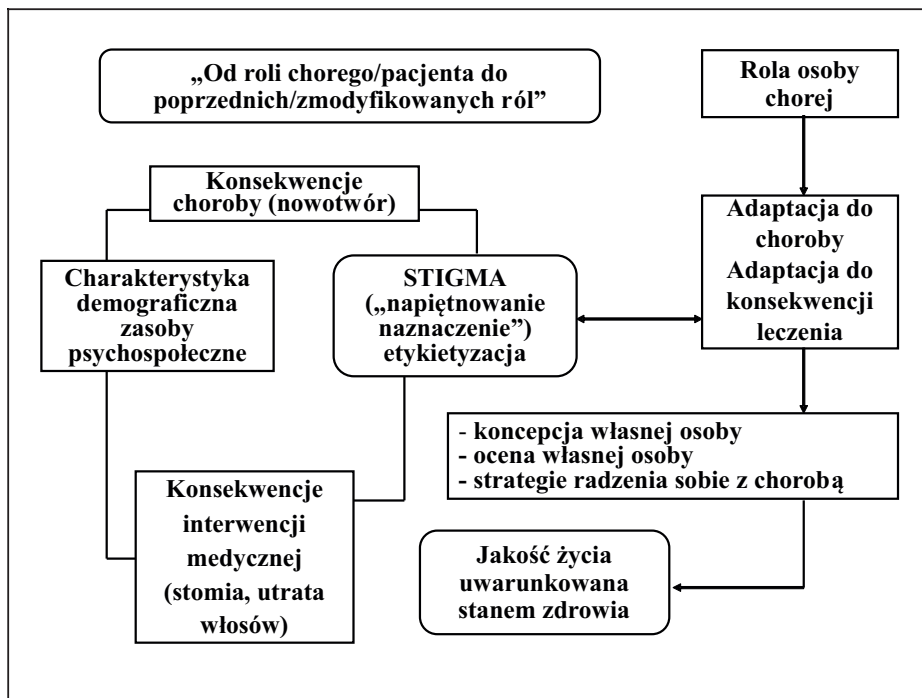 „Od roli chorego/pacjenta do
poprzednich/zmodyfikowanych ról”
Rola osoby
chorej
Konsekwencje
choroby (nowotwór)
Adaptacja do
choroby
Adaptacja do
konsekwencji
leczenia
Charakterystyka
demograficzna
zasoby
psychospołeczne
STIGMA
(„napiętnowanie
naznaczenie”)
etykietyzacja
- koncepcja własnej osoby
- ocena własnej osoby
- strategie radzenia sobie z chorobą
Konsekwencje
interwencji
medycznej
(stomia, utrata
włosów)
Jakość życia
uwarunkowana
stanem zdrowia